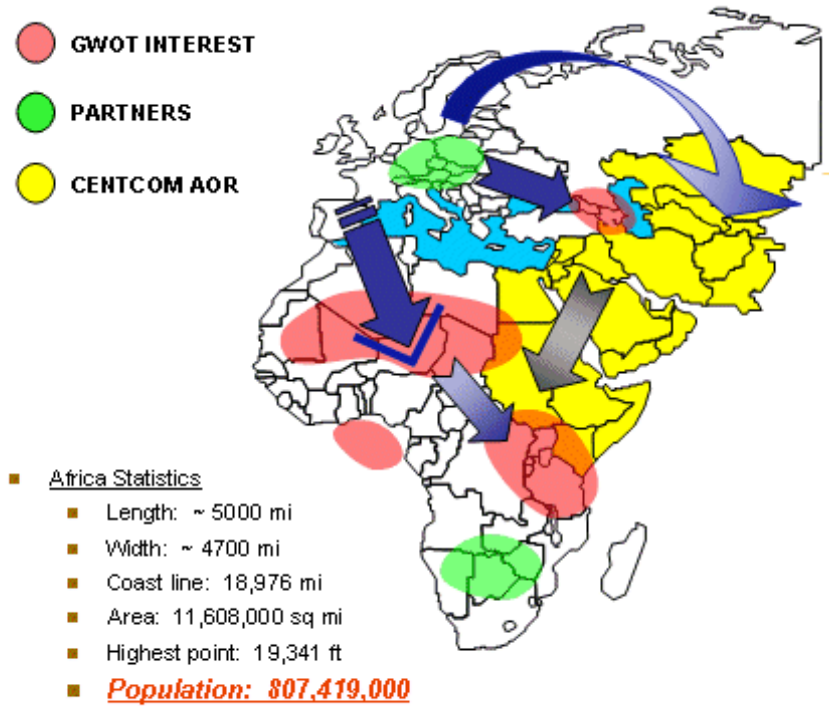 GWOT INTEREST
PARTNERS
CENTCOM AOR
Africa Statistics
Length: ~ 5000 mi
Width: ~ 4700 mi
Coast line: 18,976 mi
Area: 11,608,000 sq mi
Highest point: 19,341 ft
Population: 807,419,000